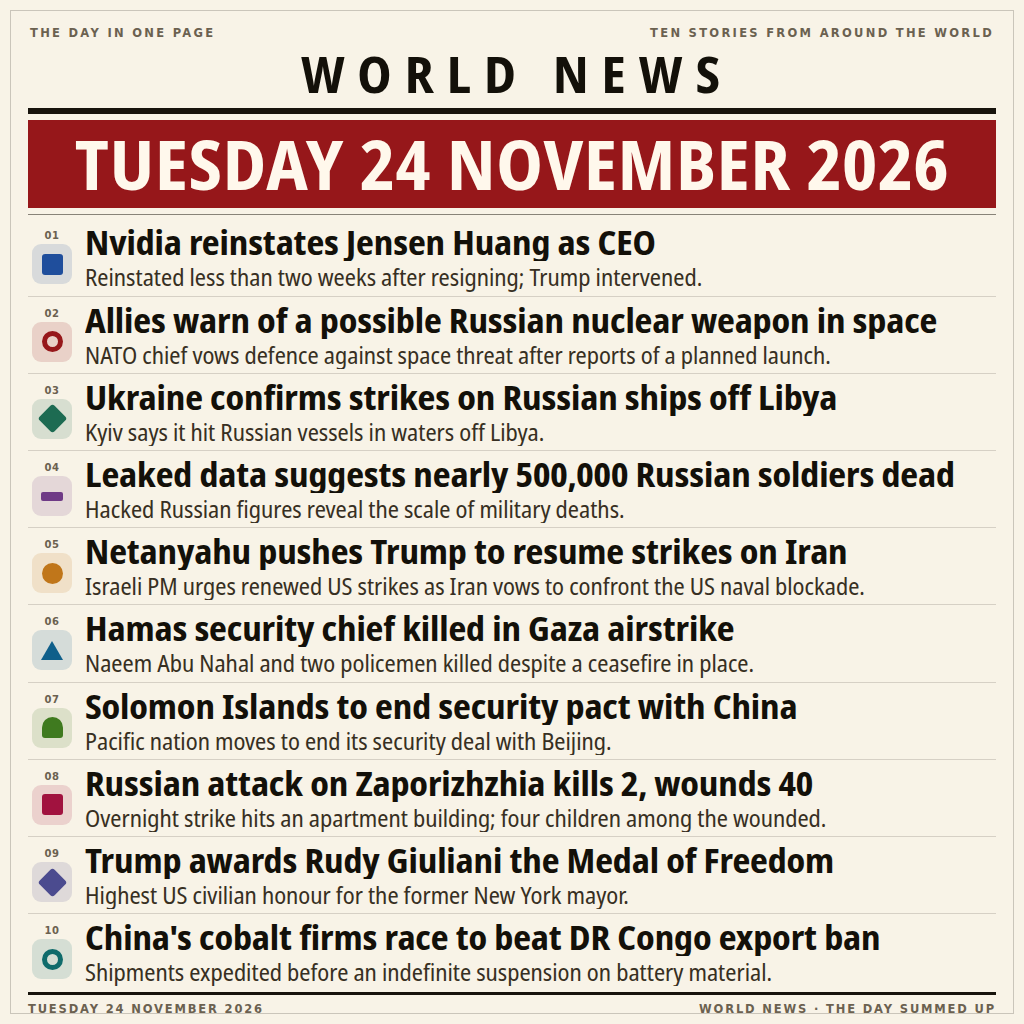 THE DAY IN ONE PAGE
TEN STORIES FROM AROUND THE WORLD
WORLD NEWS
TUESDAY 24 NOVEMBER 2026
01
Nvidia reinstates Jensen Huang as CEO
Reinstated less than two weeks after resigning; Trump intervened.
02
Allies warn of a possible Russian nuclear weapon in space
NATO chief vows defence against space threat after reports of a planned launch.
03
Ukraine confirms strikes on Russian ships off Libya
Kyiv says it hit Russian vessels in waters off Libya.
04
Leaked data suggests nearly 500,000 Russian soldiers dead
Hacked Russian figures reveal the scale of military deaths.
05
Netanyahu pushes Trump to resume strikes on Iran
Israeli PM urges renewed US strikes as Iran vows to confront the US naval blockade.
06
Hamas security chief killed in Gaza airstrike
Naeem Abu Nahal and two policemen killed despite a ceasefire in place.
07
Solomon Islands to end security pact with China
Pacific nation moves to end its security deal with Beijing.
08
Russian attack on Zaporizhzhia kills 2, wounds 40
Overnight strike hits an apartment building; four children among the wounded.
09
Trump awards Rudy Giuliani the Medal of Freedom
Highest US civilian honour for the former New York mayor.
10
China's cobalt firms race to beat DR Congo export ban
Shipments expedited before an indefinite suspension on battery material.
TUESDAY 24 NOVEMBER 2026
WORLD NEWS · THE DAY SUMMED UP